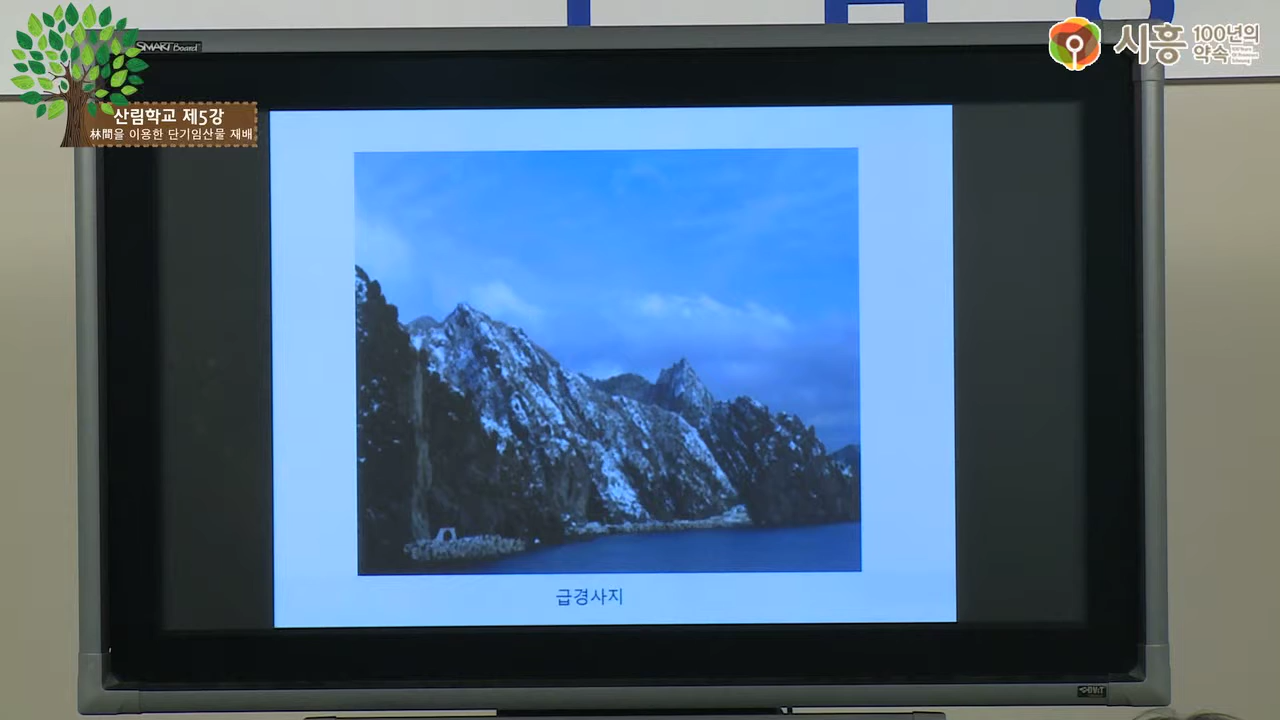 SMART Board
산림학교 제5강
林間을 이용한 단기임산물 재배
시흥
100년의
약속
급경사지
SMART